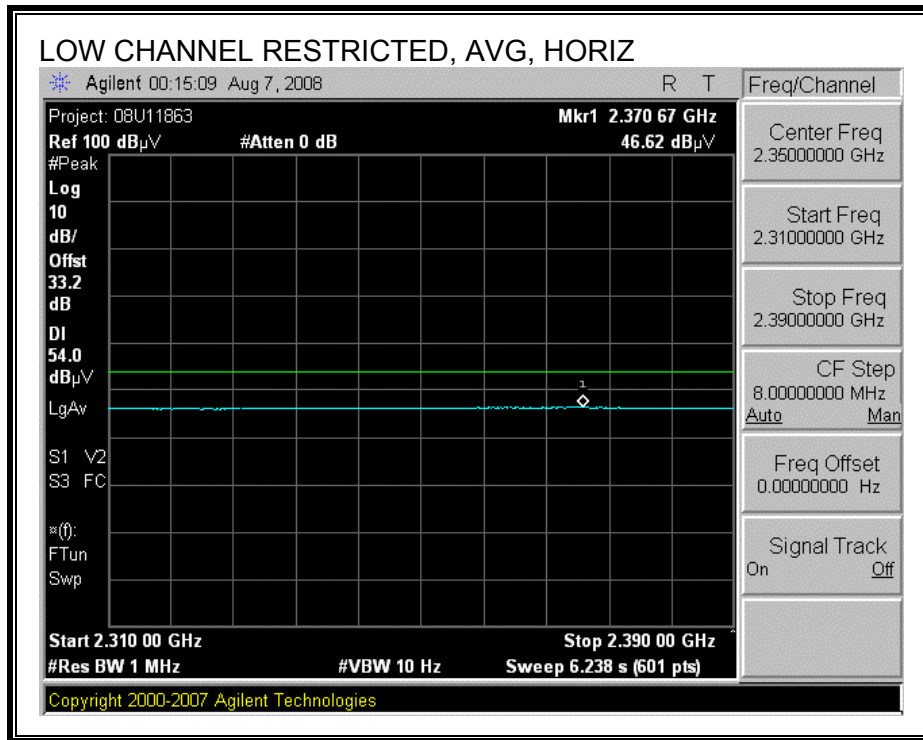 LOW CHANNEL RESTRICTED, AVG, HORIZ
Agilent 00:15:09 Aug 7, 2008 R T
Freq/Channel
Project: 08U11863 Mkr1 2.370 67 GHz
Ref 100 dBµV #Atten 0 dB 46.62 dBµV
#Peak
Log
10
dB/
Offst
33.2
dB
DI
54.0
dBµV
LgAv
1
S1 V2
S3 FC
¤(f):
FTun
Swp
Start 2.310 00 GHz Stop 2.390 00 GHz
#Res BW 1 MHz #VBW 10 Hz Sweep 6.238 s (601 pts)
Center Freq
2.35000000 GHz
Start Freq
2.31000000 GHz
Stop Freq
2.39000000 GHz
CF Step
8.00000000 MHz
Auto Man
Freq Offset
0.00000000 Hz
Signal Track
On Off
Copyright 2000-2007 Agilent Technologies